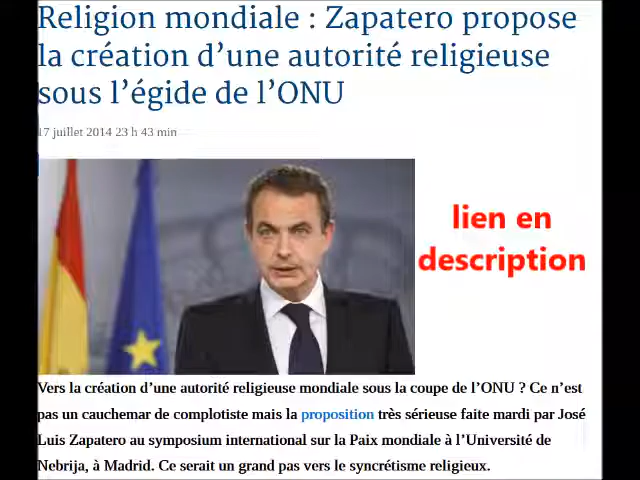 Religion mondiale : Zapatero propose
la création d’une autorité religieuse
sous l’égide de l’ONU
17 juillet 2014 23 h 43 min
lien en
description
Vers la création d’une autorité religieuse mondiale sous la coupe de l’ONU ? Ce n’est
pas un cauchemar de complotiste mais la proposition très sérieuse faite mardi par José
Luis Zapatero au symposium international sur la Paix mondiale à l’Université de
Nebrija, à Madrid. Ce serait un grand pas vers le syncrétisme religieux.